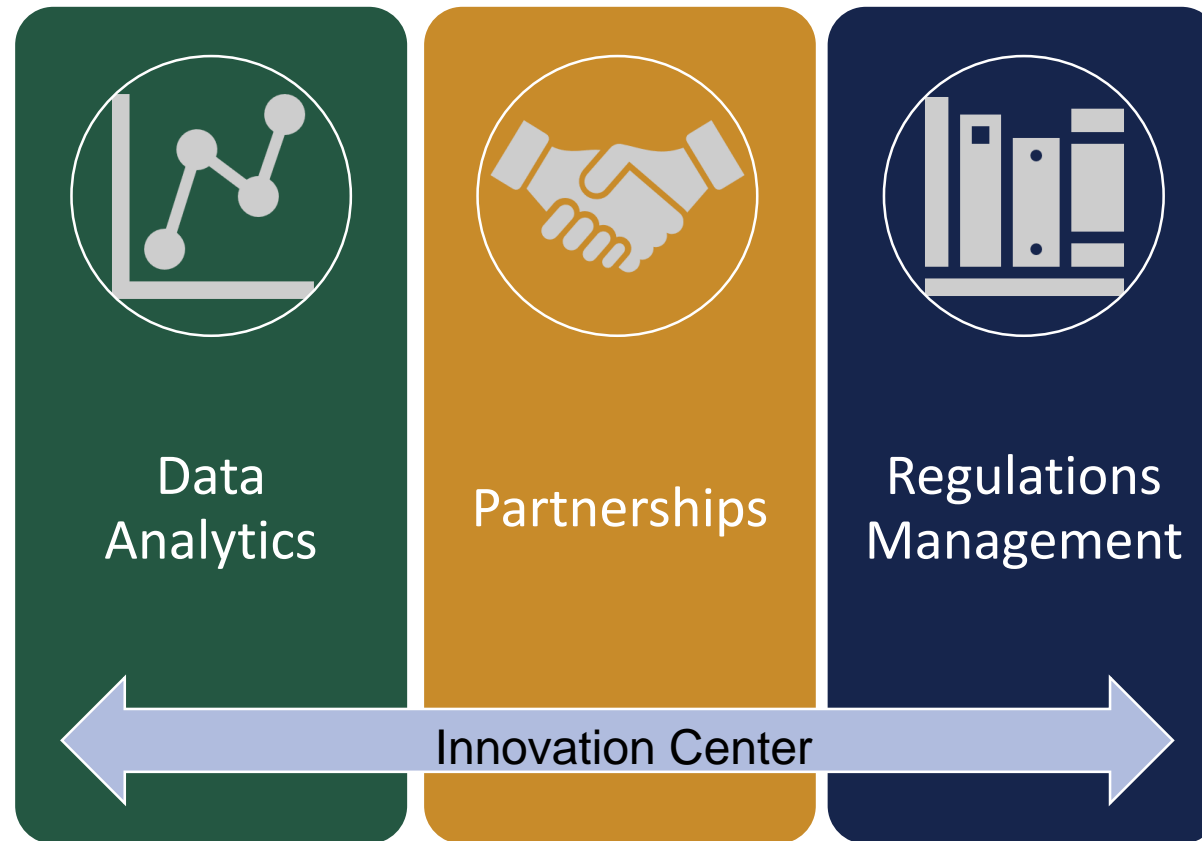 Data
Analytics
Partnerships
Regulations
Management
Innovation Center